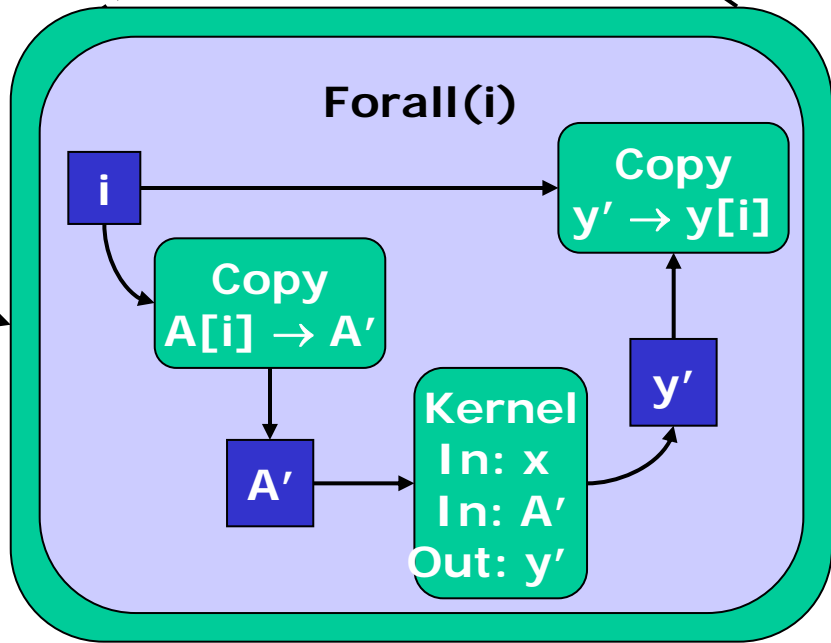 Forall(i)
i
Copy
y′ → y[i]
Copy
A[i] → A′
y′
Kernel
In: x
In: A′
Out: y′
A′